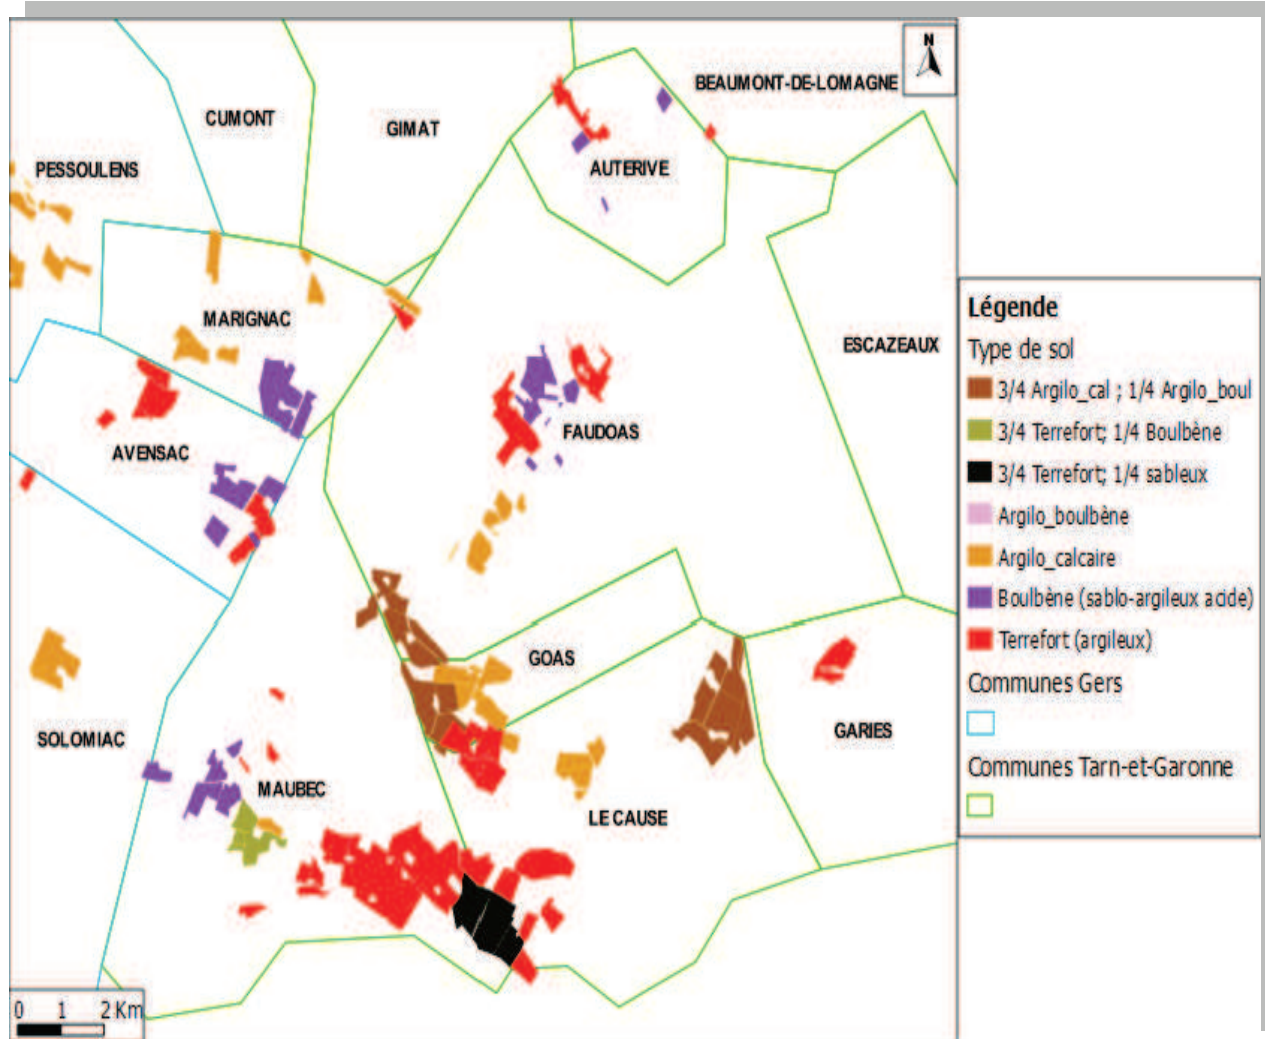 N
BEAUMONT-DE-LOMAGNE
CUMONT
GIMAT
PESSOULENS
AUTERIVE
MARIGNAC
ESCAZEAUX
FAUDOAS
AVENSAC
GOAS
SOLOMIAC
GARIES
MAUBEC
LE CAUSE
0 1 2 Km
Légende
Type de sol
3/4 Argilo_cal ; 1/4 Argilo_boul
3/4 Terrefort; 1/4 Boulbène
3/4 Terrefort; 1/4 sableux
Argilo_boulbène
Argilo_calcaire
Boulbène (sablo-argileux acide)
Terrefort (argileux)
Communes Gers
Communes Tarn-et-Garonne